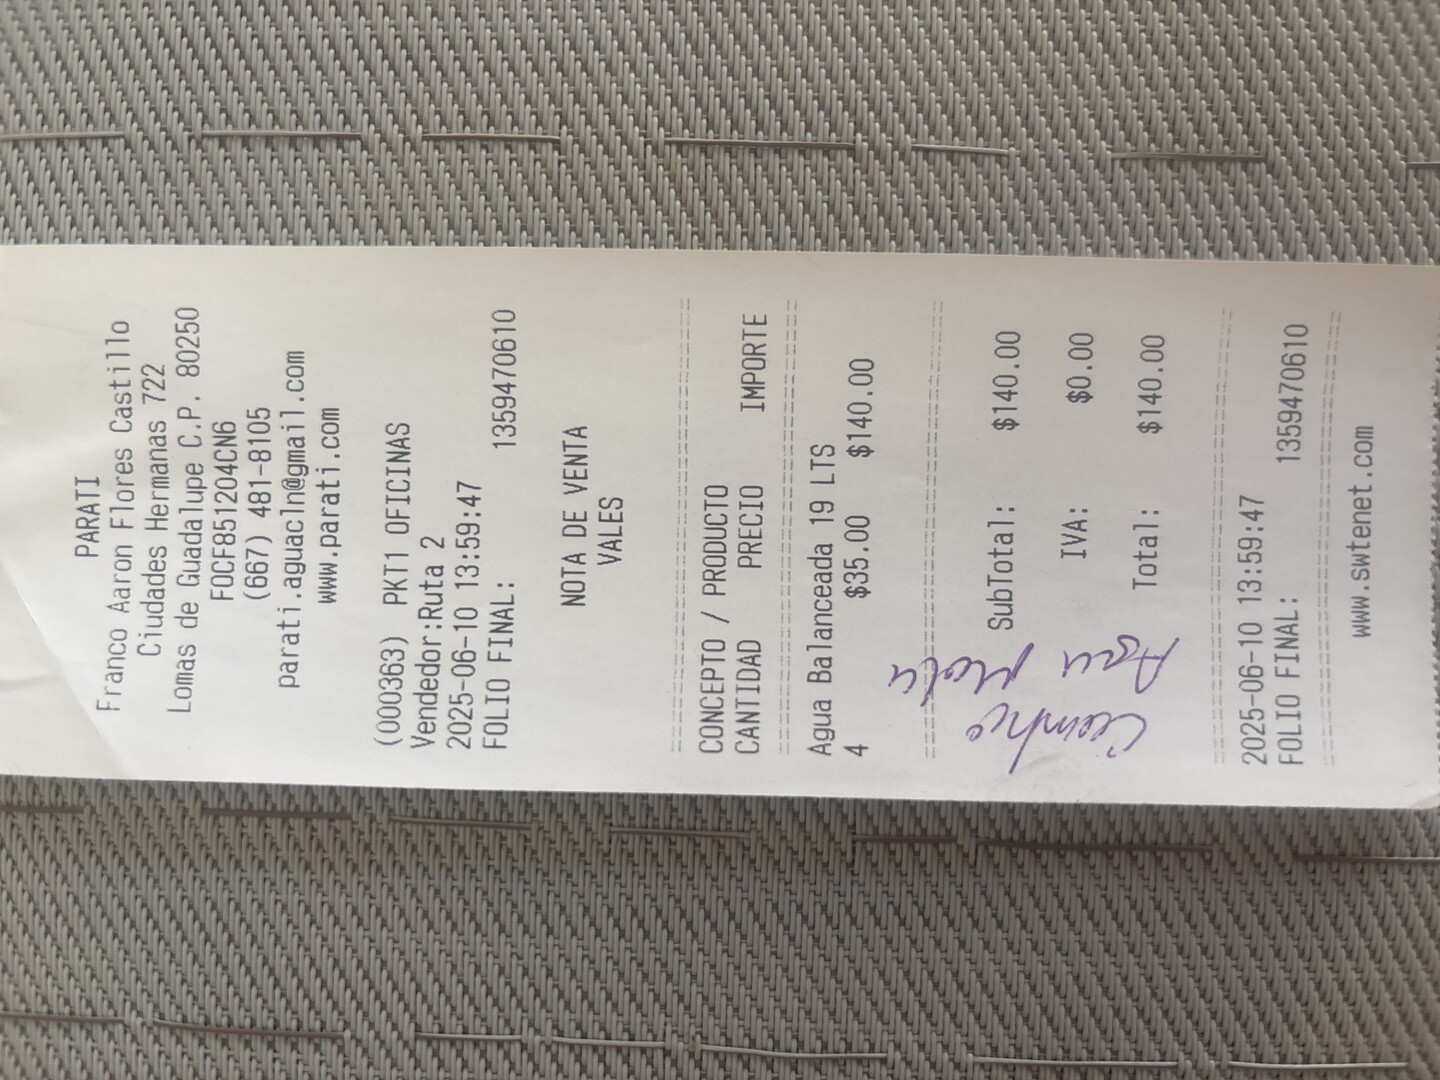 PARATI
Franco Aaron Flores Castillo
Ciudades Hermanas 722
Lomas de Guadalupe C.P. 80250
FOCF851204CN6
(667) 481-8105
parati.aguacln@gmail.com
www.parati.com
(000363) PKT1 OFICINAS
Vendedor:Ruta 2
2025-06-10 13:59:47
FOLIO FINAL: 1359470610
NOTA DE VENTA
VALES
CONCEPTO / PRODUCTO
CANTIDAD PRECIO IMPORTE
Agua Balanceada 19 LTS
4 $35.00 $140.00
SubTotal: $140.00
IVA: $0.00
Total: $140.00
2025-06-10 13:59:47
FOLIO FINAL: 1359470610
www.swtenet.com